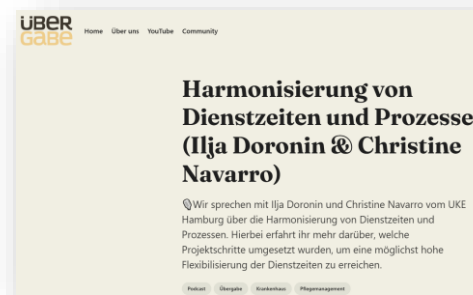 ÜBER
GABE
Home Über uns YouTube Community
Harmonisierung von
Dienstzeiten und Prozesse
(Ilja Doronin & Christine
Navarro)
Wir sprechen mit Ilja Doronin und Christine Navarro vom UKE
Hamburg über die Harmonisierung von Dienstzeiten und
Prozessen. Hierbei erfahrt ihr mehr darüber, welche
Projektschritte umgesetzt wurden, um eine möglichst hohe
Flexibilisierung der Dienstzeiten zu erreichen.
Podcast Übergabe Krankenhaus Pflegemanagement